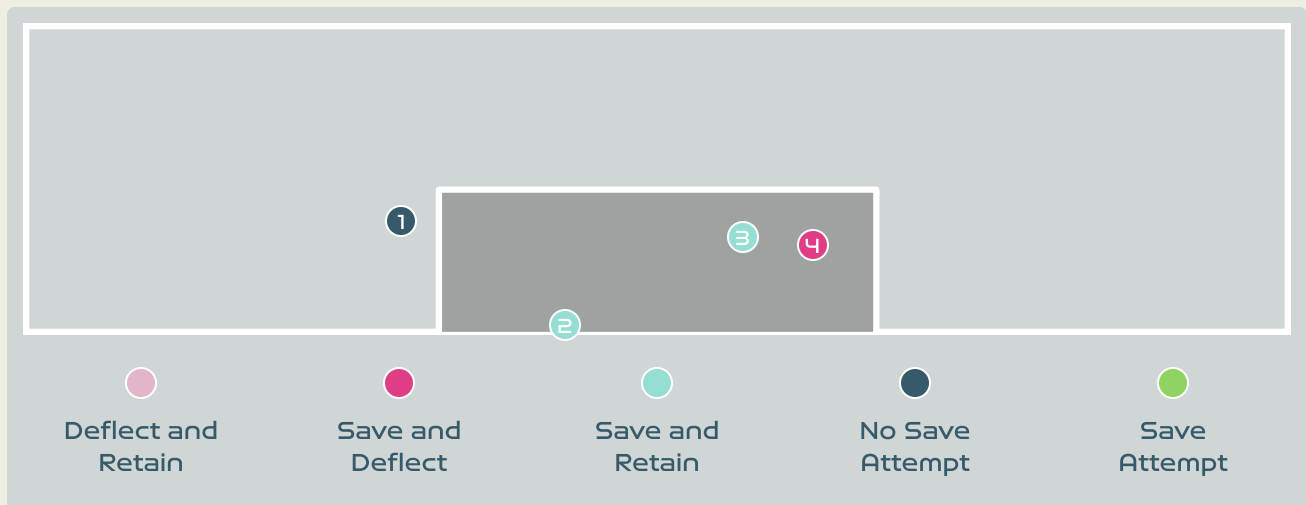 1
3
4
2
Deflect and
Retain
Save and
Deflect
Save and
Retain
No Save
Attempt
Save
Attempt